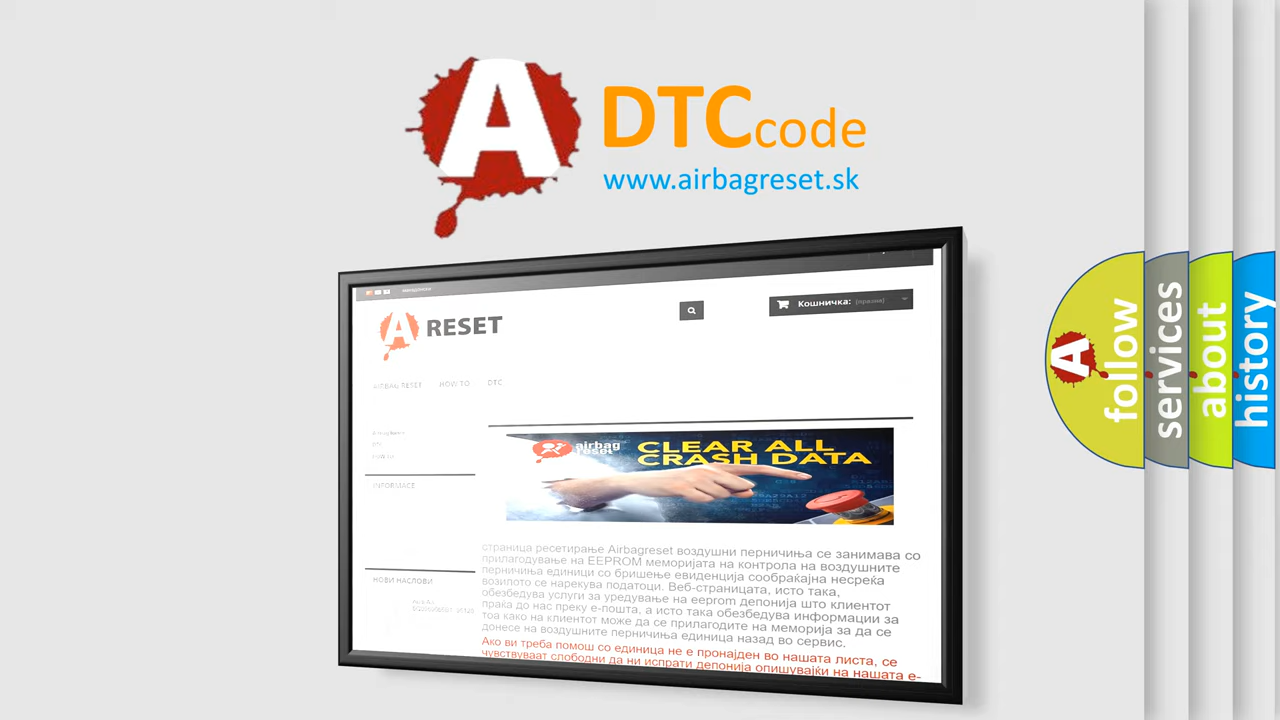 A DTCcode
www.airbagreset.sk
A RESET
Кошничка: (празна)
AIRBAG RESET HOW TO DTC
airbag reset
CLEAR ALL
CRASH DATA
INFORMACE
НОВИ НАСЛОВИ
страница ресетирање Airbagreset воздушни перничиња се занимава со
прилагодување на EEPROM меморијата на контрола на воздушните
перничиња единици со бришење евиденција сообраќајна несреќа
возилото се нарекува податоци. Веб-страницата, исто така,
обезбедува услуги за уредување на eeprom депонија што клиентот
праќа до нас преку е-пошта, а исто така обезбедува информации за
тоа како на клиентот може да се прилагодите на меморија за да се
донесе на воздушните перничиња единица назад во сервис.
Ако ви треба помош со единица не е пронајден во нашата листа, се
чувствуваат слободни да ни испрати депонија опишувајќи на нашата е-
A follow
services
about
history